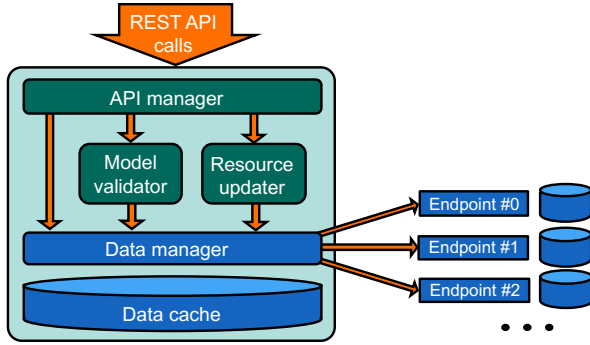 REST API
calls
API manager
Model
validator
Resource
updater
Data manager
Data cache
Endpoint #0
Endpoint #1
Endpoint #2
• • •